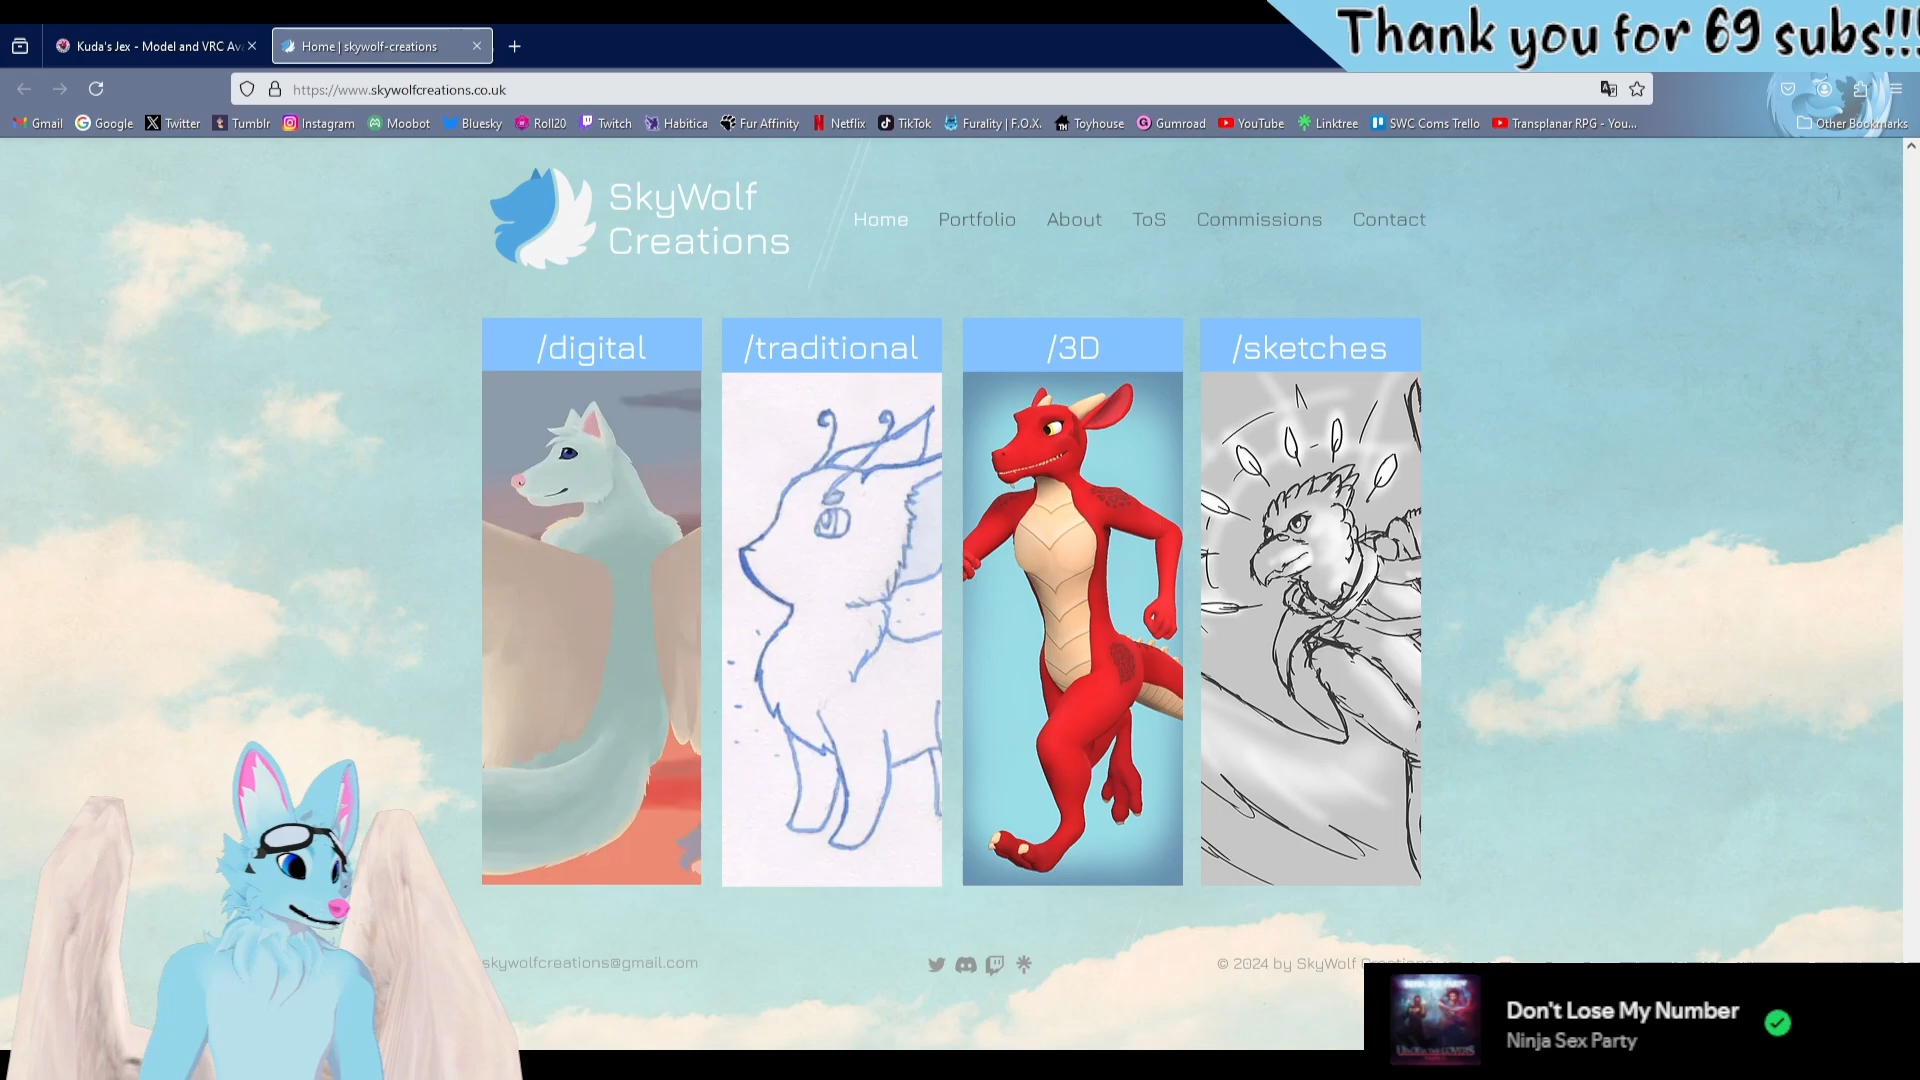 Thank you for 69 subs!!!
Kuda's Jex - Model and VRC Av
Home | skywolf-creations
https://www.skywolfcreations.co.uk
Gmail Google Twitter Tumblr Instagram Moobot Bluesky Roll20 Twitch Habitica Fur Affinity Netflix TikTok Furality | F.O.X. Toyhouse Gumroad YouTube Linktree SWC Coms Trello Transplanar RPG - You... Other Bookmarks
SkyWolf
Creations
Home Portfolio About ToS Commissions Contact
/digital /traditional /3D /sketches
skywolfcreations@gmail.com
© 2024 by SkyWolf Creations
Don't Lose My Number
Ninja Sex Party